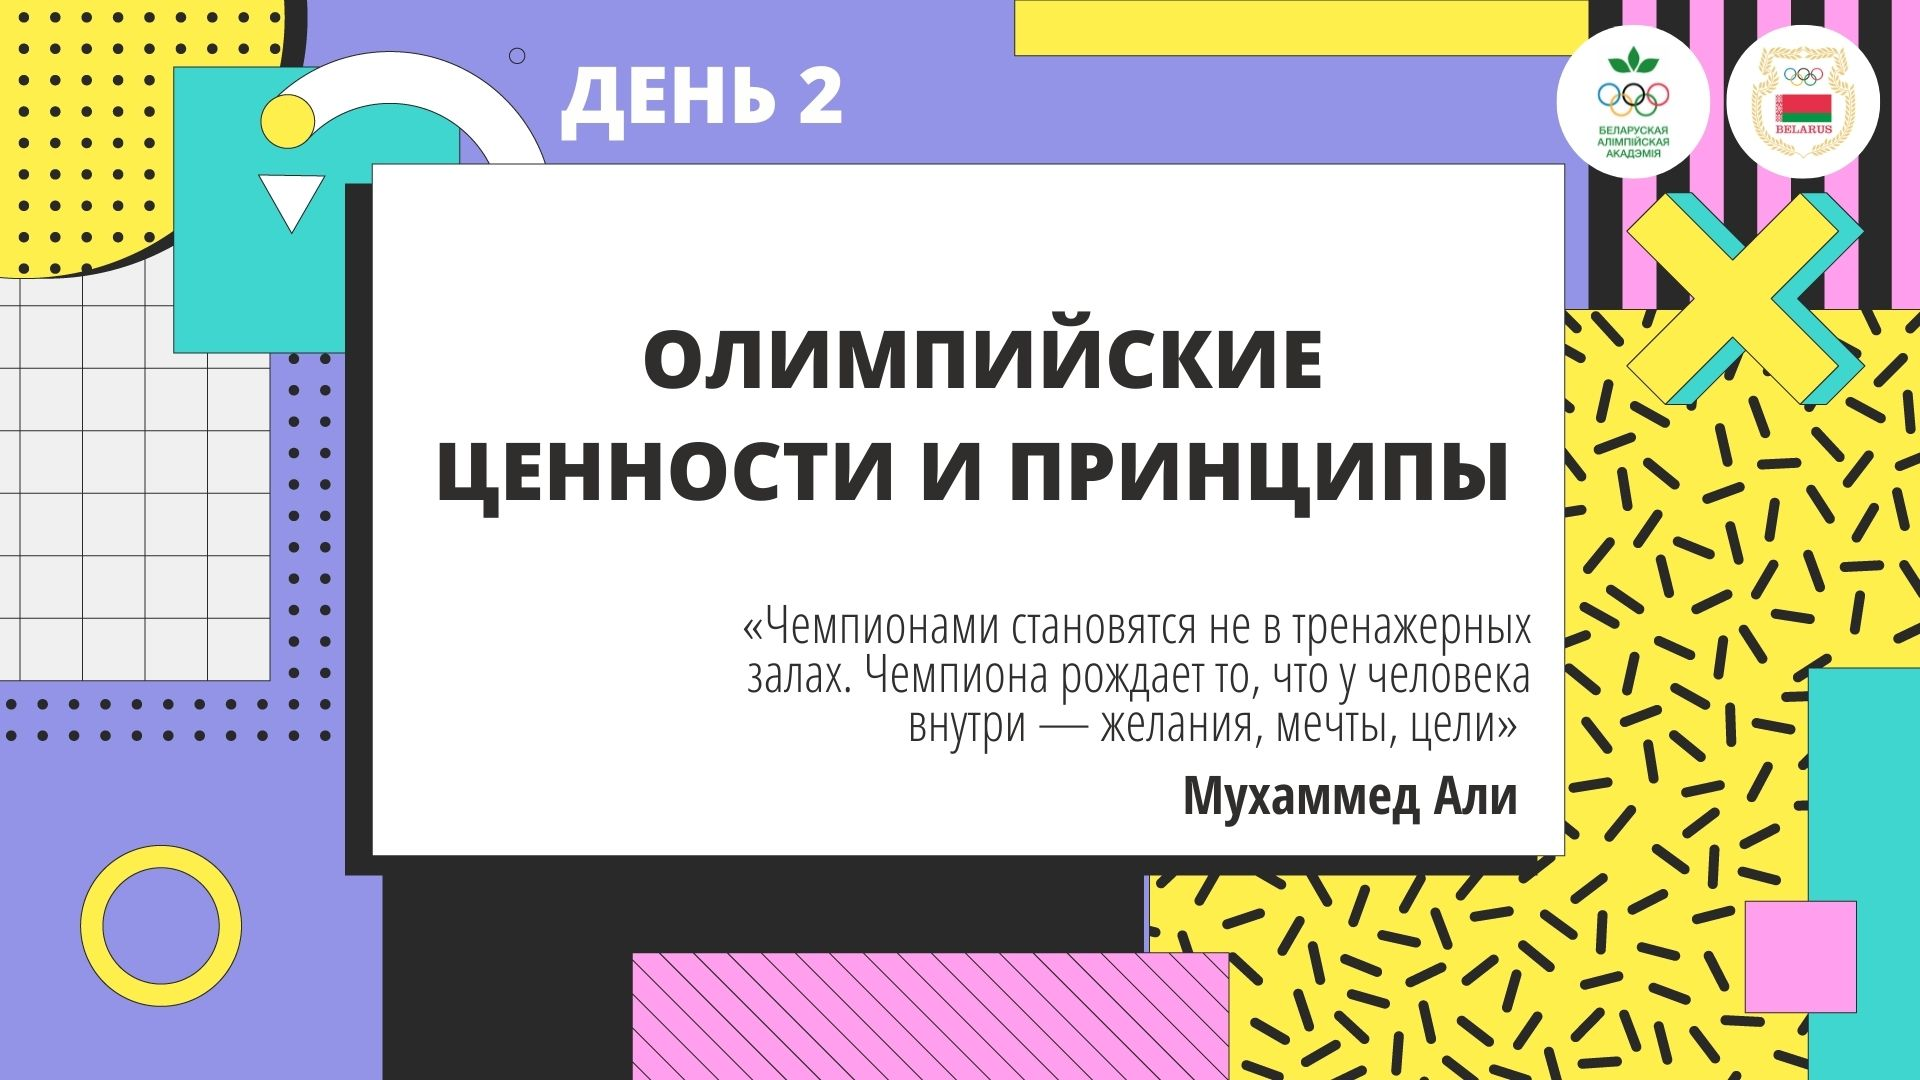 ДЕНЬ 2
БЕЛАРУСКАЯ
АЛІМПІЙСКАЯ
АКАДЭМІЯ
BELARUS
ОЛИМПИЙСКИЕ
ЦЕННОСТИ И ПРИНЦИПЫ
«Чемпионами становятся не в тренажерных
залах. Чемпиона рождает то, что у человека
внутри — желания, мечты, цели»
Мухаммед Али